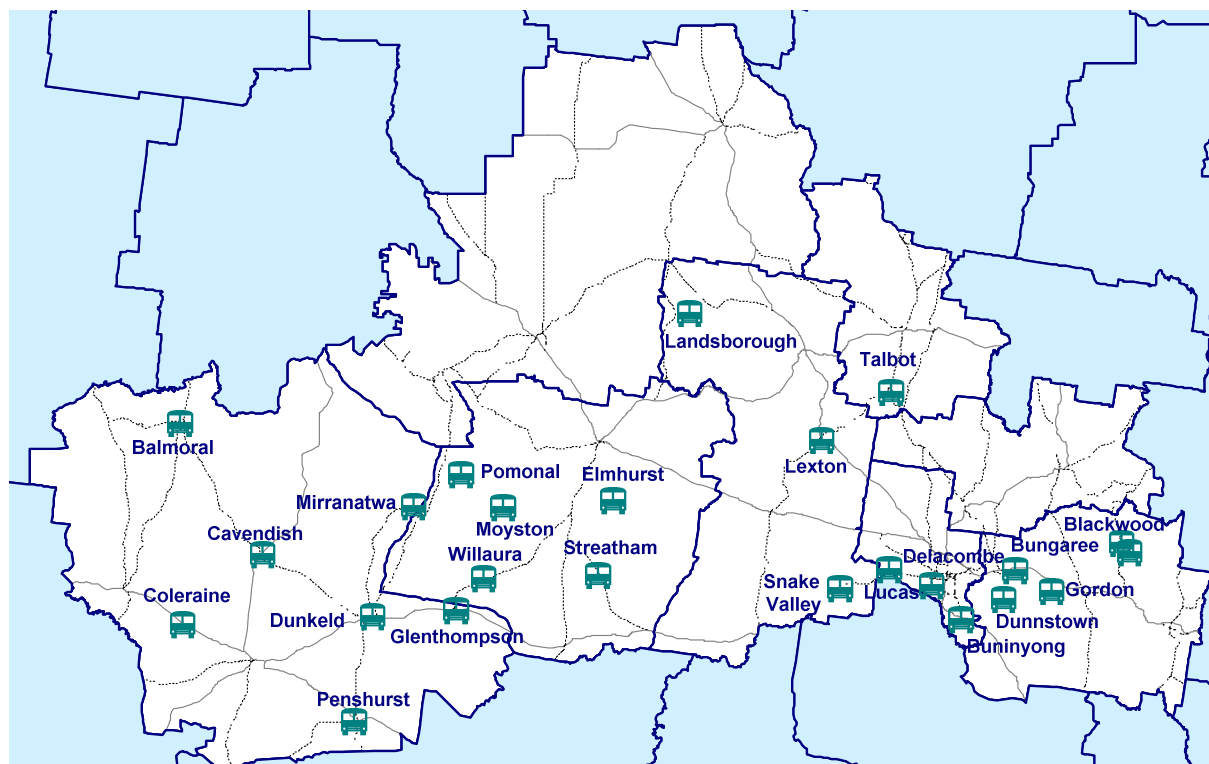 Landsborough
Talbot
Balmoral
Lexton
Pomonal
Elmhurst
Mirranatwa
Moyston
Blackwood
Cavendish
Willaura
Streatham
Delacombe
Bungaree
Coleraine
Snake
Valley
Lucas
Gordon
Dunkeld
Glenthompson
Dunnstown
Buninyong
Penshurst